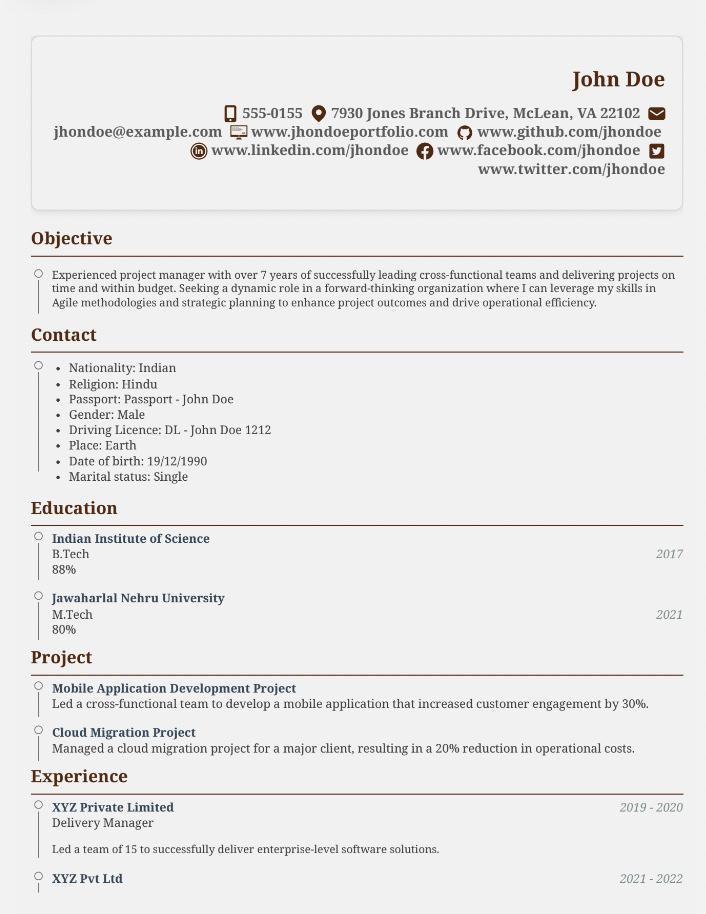 John Doe
555-0155 7930 Jones Branch Drive, McLean, VA 22102
jhondoe@example.com www.jhondoeportfolio.com www.github.com/jhondoe
www.linkedin.com/jhondoe www.facebook.com/jhondoe
www.twitter.com/jhondoe
Objective
Experienced project manager with over 7 years of successfully leading cross-functional teams and delivering projects on
time and within budget. Seeking a dynamic role in a forward-thinking organization where I can leverage my skills in
Agile methodologies and strategic planning to enhance project outcomes and drive operational efficiency.
Contact
• Nationality: Indian
• Religion: Hindu
• Passport: Passport - John Doe
• Gender: Male
• Driving Licence: DL - John Doe 1212
• Place: Earth
• Date of birth: 19/12/1990
• Marital status: Single
Education
Indian Institute of Science
B.Tech 2017
88%
Jawaharlal Nehru University
M.Tech 2021
80%
Project
Mobile Application Development Project
Led a cross-functional team to develop a mobile application that increased customer engagement by 30%.
Cloud Migration Project
Managed a cloud migration project for a major client, resulting in a 20% reduction in operational costs.
Experience
XYZ Private Limited 2019 - 2020
Delivery Manager
Led a team of 15 to successfully deliver enterprise-level software solutions.
XYZ Pvt Ltd 2021 - 2022